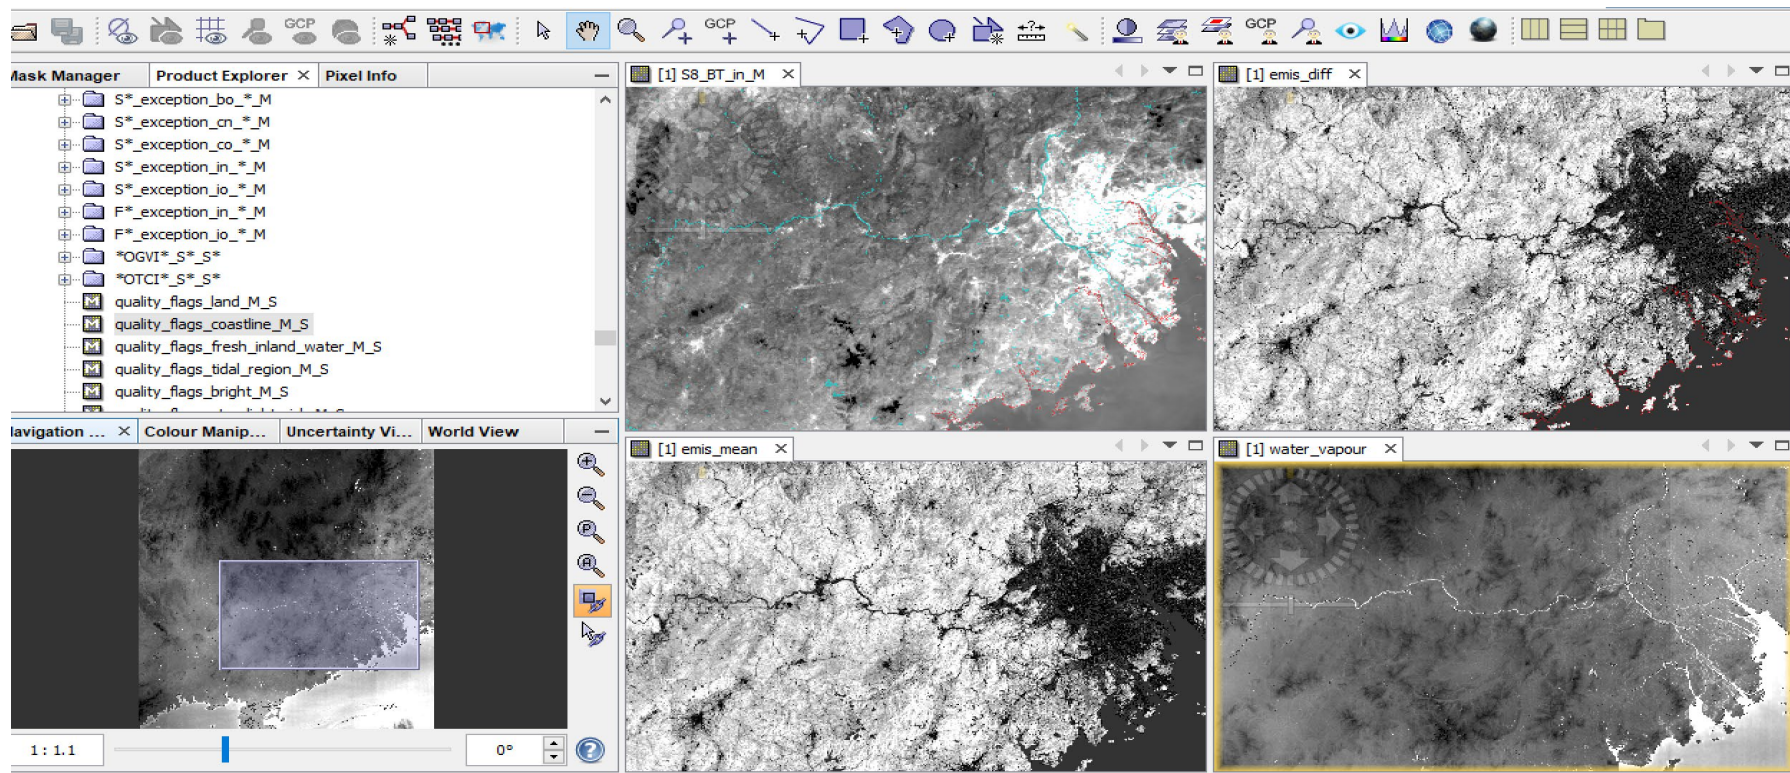 GCP
GCP
GCP
Mask Manager
Product Explorer
Pixel Info
S*_exception_bo_*_M
S*_exception_cn_*_M
S*_exception_co_*_M
S*_exception_in_*_M
S*_exception_io_*_M
F*_exception_in_*_M
F*_exception_io_*_M
*OGVI*_S*_S*
*OTCI*_S*_S*
quality_flags_land_M_S
quality_flags_coastline_M_S
quality_flags_fresh_inland_water_M_S
quality_flags_tidal_region_M_S
quality_flags_bright_M_S
Navigation ...
Colour Manip...
Uncertainty Vi...
World View
1 : 1.1
0°
[1] S8_BT_in_M
[1] emis_diff
[1] emis_mean
[1] water_vapour